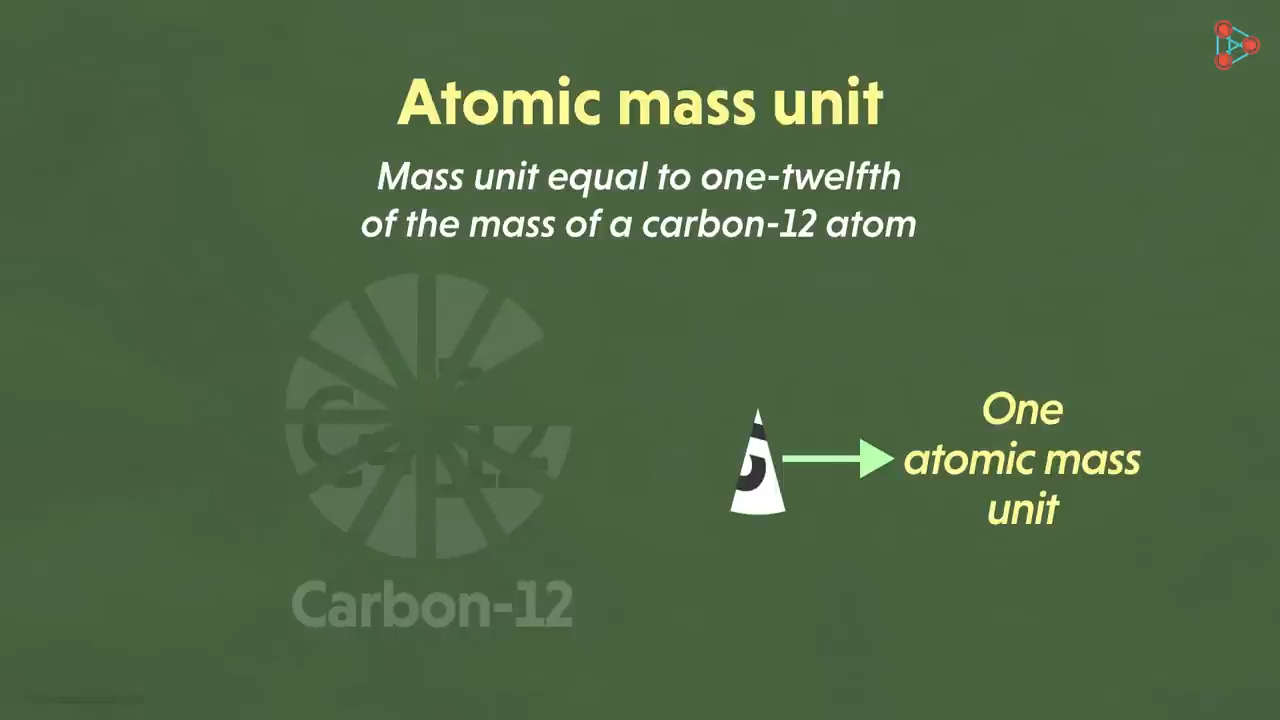 Atomic mass unit
Mass unit equal to one-twelfth
of the mass of a carbon-12 atom
One
atomic mass
unit
Carbon-12